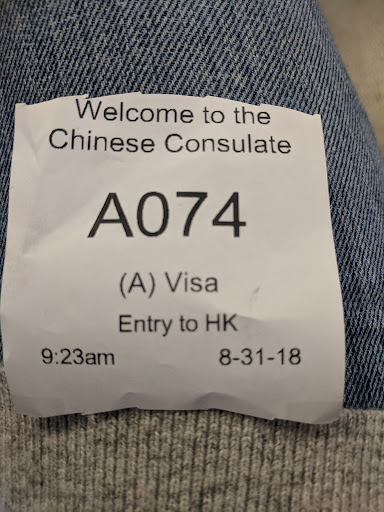 Welcome to the
Chinese Consulate
A074
(A) Visa
Entry to HK
9:23am 8-31-18